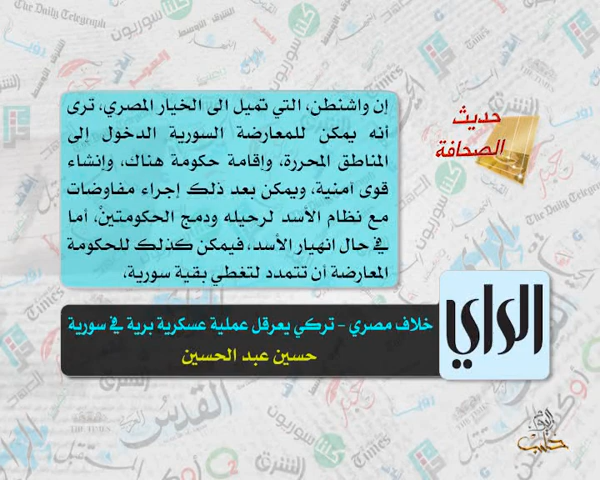 حديث
الصحافة
إن واشنطن، التي تميل الى الخيار المصري، ترى
أنه يمكن للمعارضة السورية الدخول إلى
المناطق المحررة، وإقامة حكومة هناك، وإنشاء
قوى أمنية، ويمكن بعد ذلك إجراء مفاوضات
مع نظام الأسد لرحيله ودمج الحكومتين، أما
في حال انهيار الأسد، فيمكن كذلك للحكومة
المعارضة أن تتمدد لتغطي بقية سورية،
الراي
خلاف مصري - تركي يعرقل عملية عسكرية برية في سورية
حسين عبد الحسين
حلب اليوم